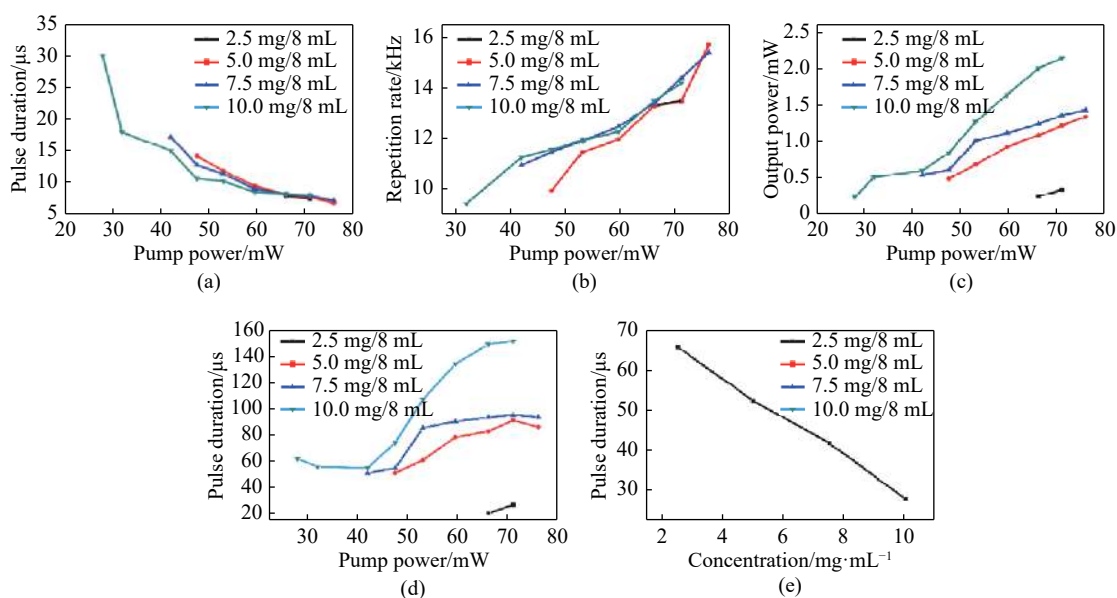 35
30
25
20
15
10
5
Pulse duration/μs
2.5 mg/8 mL
5.0 mg/8 mL
7.5 mg/8 mL
10.0 mg/8 mL
20 30 40 50 60 70 80
Pump power/mW
(a)
16
14
12
10
Repetition rate/kHz
2.5 mg/8 mL
5.0 mg/8 mL
7.5 mg/8 mL
10.0 mg/8 mL
30 40 50 60 70 80
Pump power/mW
(b)
2.5
2.0
1.5
1.0
0.5
0
Output power/mW
2.5 mg/8 mL
5.0 mg/8 mL
7.5 mg/8 mL
10.0 mg/8 mL
20 30 40 50 60 70 80
Pump power/mW
(c)
160
140
120
100
80
60
40
20
Pulse duration/μs
2.5 mg/8 mL
5.0 mg/8 mL
7.5 mg/8 mL
10.0 mg/8 mL
30 40 50 60 70 80
Pump power/mW
(d)
70
60
50
40
30
Pulse duration/μs
2.5 mg/8 mL
5.0 mg/8 mL
7.5 mg/8 mL
10.0 mg/8 mL
2 4 6 8 10
Concentration/mg·mL⁻¹
(e)